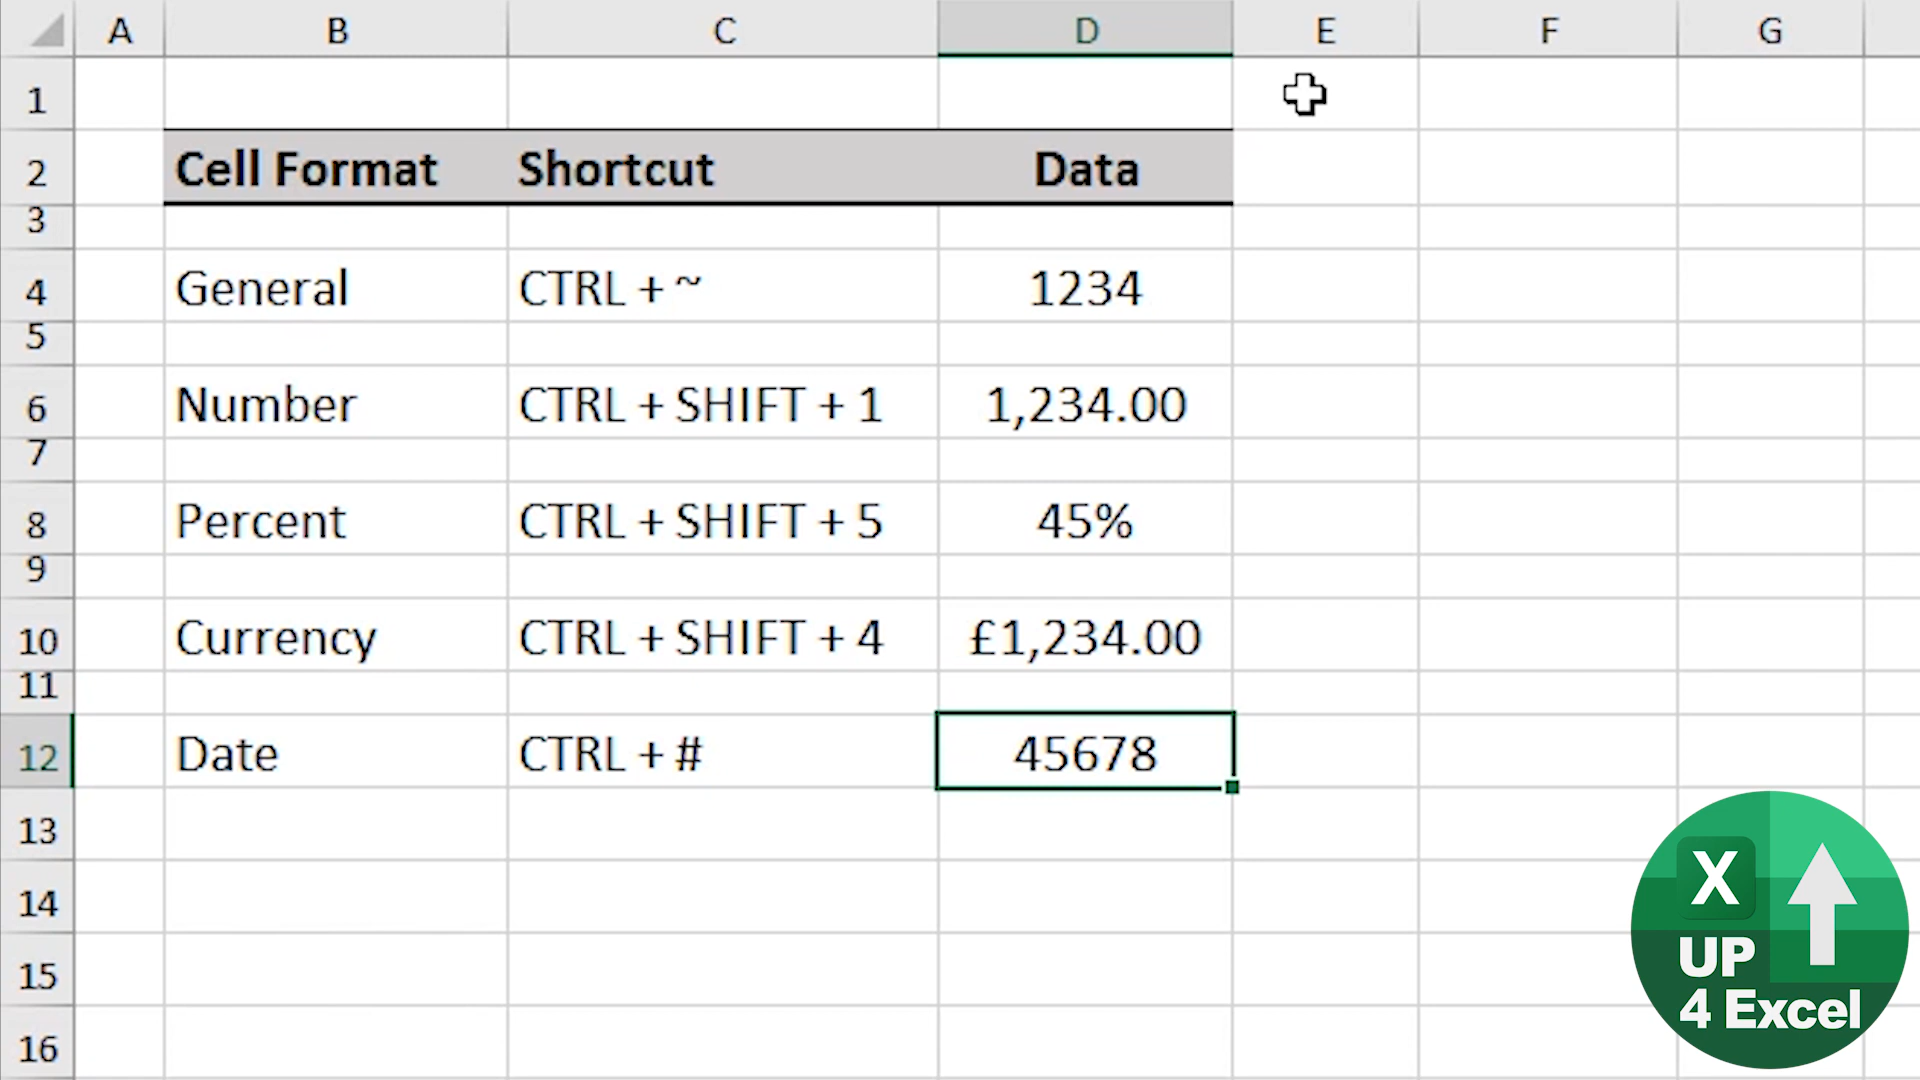 A B C D E F G
1
2 Cell Format Shortcut Data
3
4 General CTRL + ~ 1234
5
6 Number CTRL + SHIFT + 1 1,234.00
7
8 Percent CTRL + SHIFT + 5 45%
9
10 Currency CTRL + SHIFT + 4 £1,234.00
11
12 Date CTRL + # 45678
13
14
15
16
X
UP
4 Excel